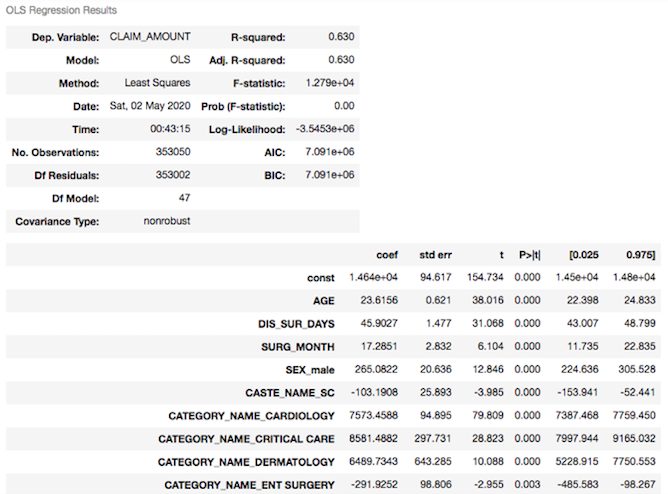 OLS Regression Results
Dep. Variable: CLAIM_AMOUNT R-squared: 0.630
Model: OLS Adj. R-squared: 0.630
Method: Least Squares F-statistic: 1.279e+04
Date: Sat, 02 May 2020 Prob (F-statistic): 0.00
Time: 00:43:15 Log-Likelihood: -3.5453e+06
No. Observations: 353050 AIC: 7.091e+06
Df Residuals: 353002 BIC: 7.091e+06
Df Model: 47
Covariance Type: nonrobust
coef std err t P>|t| [0.025 0.975]
const 1.464e+04 94.617 154.734 0.000 1.45e+04 1.48e+04
AGE 23.6156 0.621 38.016 0.000 22.398 24.833
DIS_SUR_DAYS 45.9027 1.477 31.068 0.000 43.007 48.799
SURG_MONTH 17.2851 2.832 6.104 0.000 11.735 22.835
SEX_male 265.0822 20.636 12.846 0.000 224.636 305.528
CASTE_NAME_SC -103.1908 25.893 -3.985 0.000 -153.941 -52.441
CATEGORY_NAME_CARDIOLOGY 7573.4588 94.895 79.809 0.000 7387.468 7759.450
CATEGORY_NAME_CRITICAL CARE 8581.4882 297.731 28.823 0.000 7997.944 9165.032
CATEGORY_NAME_DERMATOLOGY 6489.7343 643.285 10.088 0.000 5228.915 7750.553
CATEGORY_NAME_ENT SURGERY -291.9252 98.806 -2.955 0.003 -485.583 -98.267